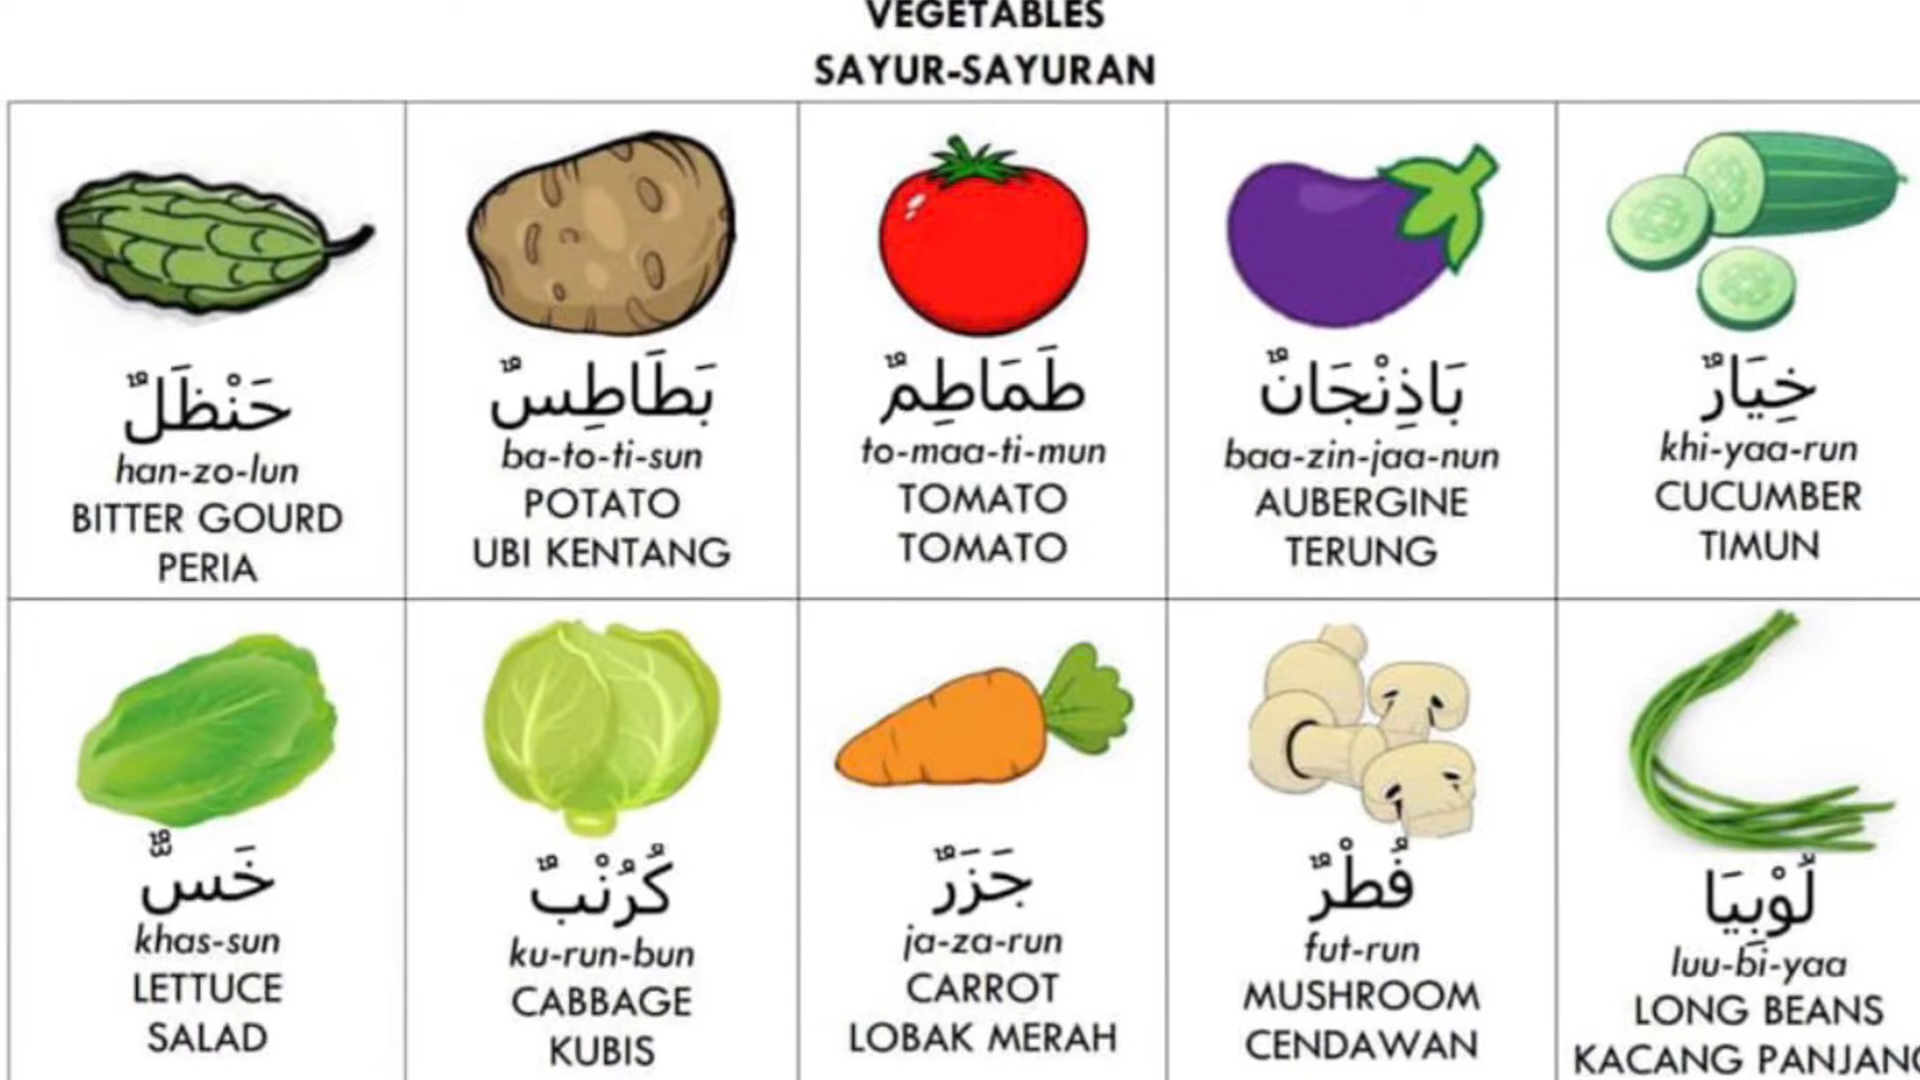 VEGETABLES
SAYUR-SAYURAN
حَنْظَلٌ
han-zo-lun
BITTER GOURD
PERIA
بَطَاطِسٌ
ba-to-ti-sun
POTATO
UBI KENTANG
طَمَاطِمٌ
to-maa-ti-mun
TOMATO
TOMATO
بَاذِنْجَانٌ
baa-zin-jaa-nun
AUBERGINE
TERUNG
خِيَارٌ
khi-yaa-run
CUCUMBER
TIMUN
خَسٌّ
khas-sun
LETTUCE
SALAD
كُرُنْبٌ
ku-run-bun
CABBAGE
KUBIS
جَزَرٌ
ja-za-run
CARROT
LOBAK MERAH
فُطْرٌ
fut-run
MUSHROOM
CENDAWAN
لُوْبِيَا
luu-bi-yaa
LONG BEANS
KACANG PANJANG